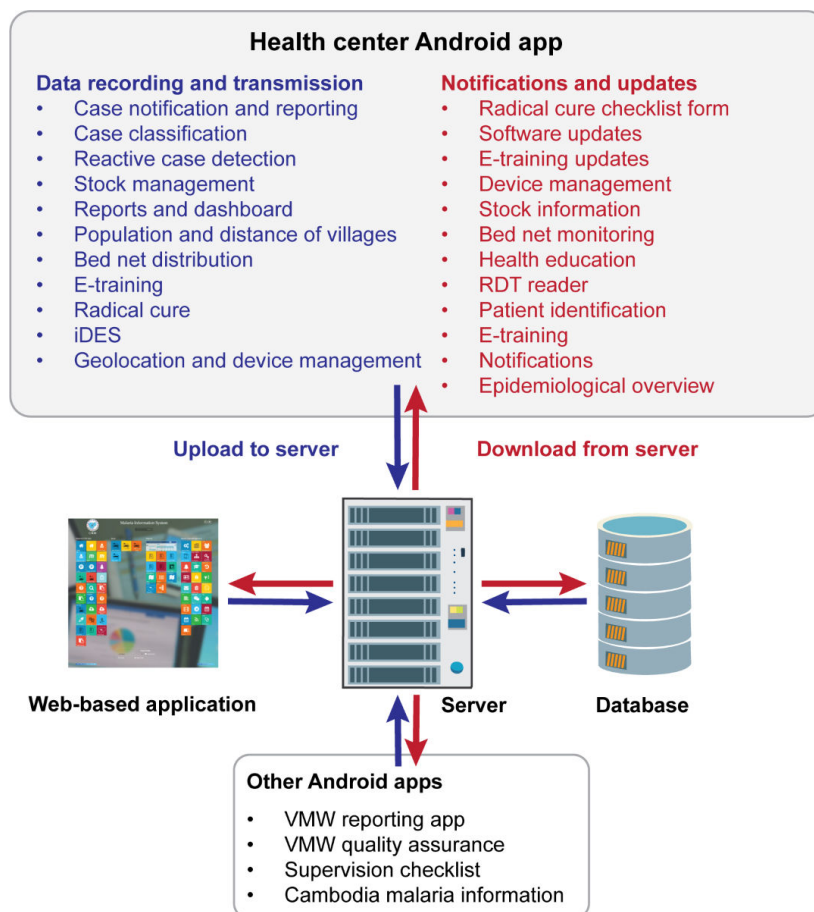 Health center Android app
Data recording and transmission
• Case notification and reporting
• Case classification
• Reactive case detection
• Stock management
• Reports and dashboard
• Population and distance of villages
• Bed net distribution
• E-training
• Radical cure
• iDES
• Geolocation and device management
Notifications and updates
• Radical cure checklist form
• Software updates
• E-training updates
• Device management
• Stock information
• Bed net monitoring
• Health education
• RDT reader
• Patient identification
• E-training
• Notifications
• Epidemiological overview
Upload to server
Download from server
Malaria Information System
Web-based application
Server
Database
Other Android apps
• VMW reporting app
• VMW quality assurance
• Supervision checklist
• Cambodia malaria information